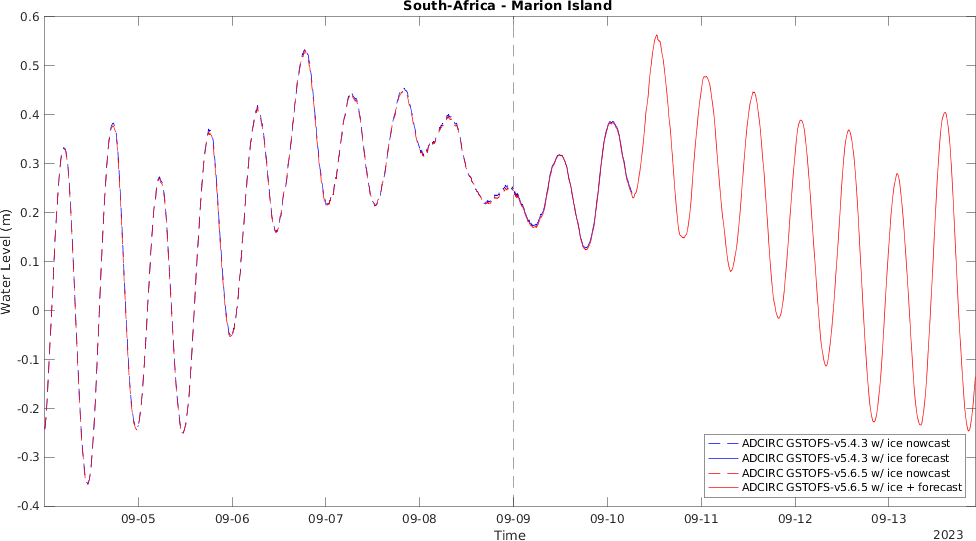 South-Africa - Marion Island
0.6
0.5
0.4
0.3
0.2
0.1
0
-0.1
-0.2
-0.3
-0.4
Water Level (m)
ADCIRC GSTOFS-v5.4.3 w/ ice nowcast
ADCIRC GSTOFS-v5.4.3 w/ ice forecast
ADCIRC GSTOFS-v5.6.5 w/ ice nowcast
ADCIRC GSTOFS-v5.6.5 w/ ice + forecast
09-05 09-06 09-07 09-08 09-09 09-10 09-11 09-12 09-13
Time
2023